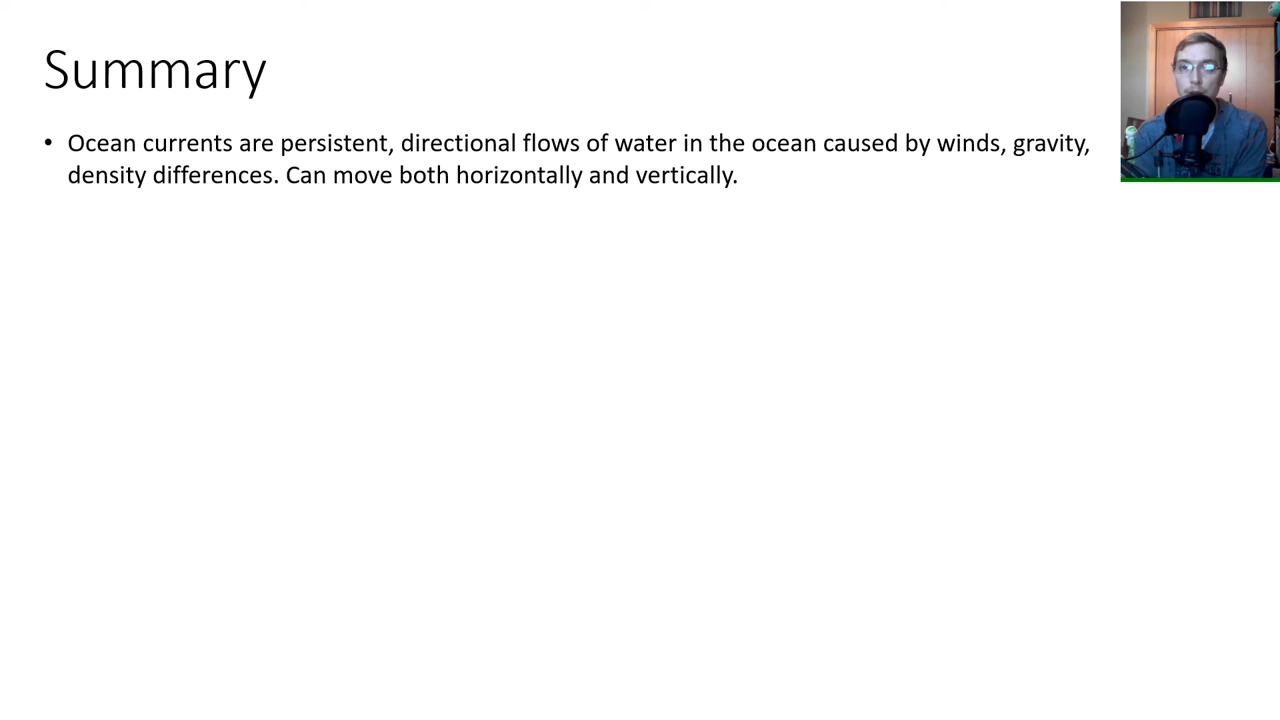 Summary
• Ocean currents are persistent, directional flows of water in the ocean caused by winds, gravity,
density differences. Can move both horizontally and vertically.